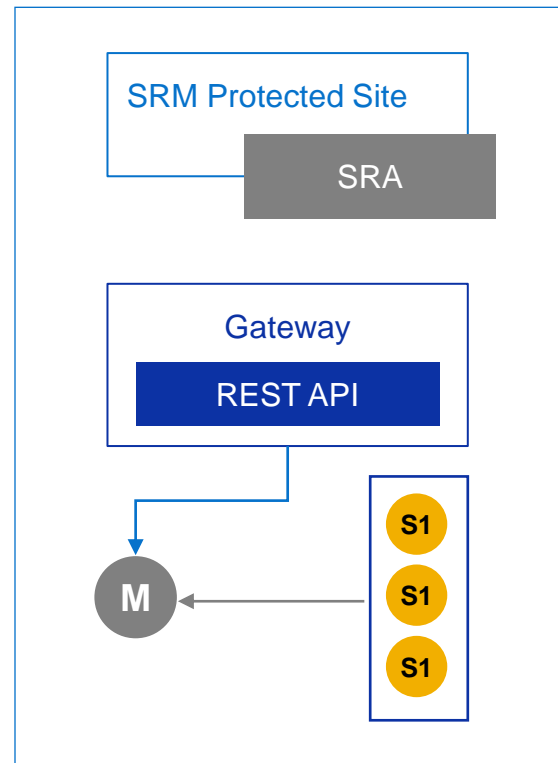 SRM Protected Site
SRA
Gateway
REST API
S1
M
S1
S1